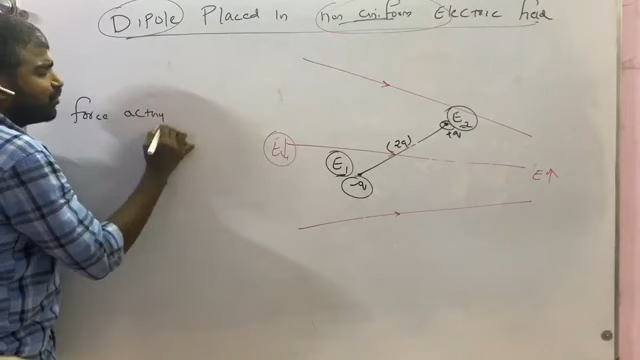 Dipole Placed In Non Uniform Electric field
force acting
E2
+q
(2a)
E↓
E1
-q
E↑